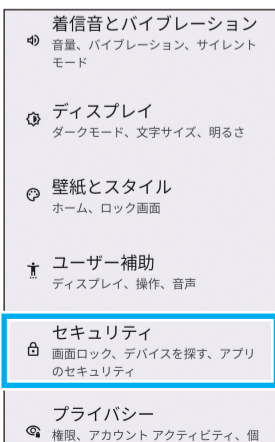 着信音とバイブレーション
音量、バイブレーション、サイレント
モード
ディスプレイ
ダークモード、文字サイズ、明るさ
壁紙とスタイル
ホーム、ロック画面
ユーザー補助
ディスプレイ、操作、音声
セキュリティ
画面ロック、デバイスを探す、アプリ
のセキュリティ
プライバシー
権限、アカウント アクティビティ、個